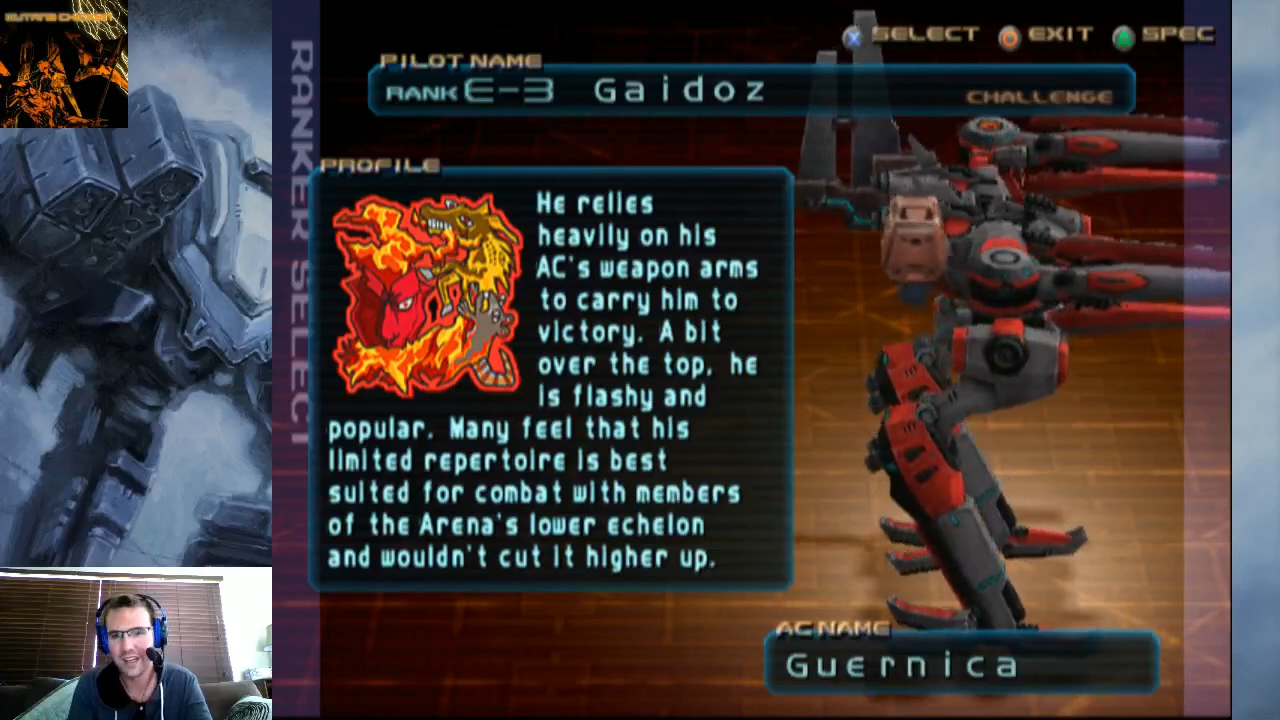 MUTANT CHICKEN
SELECT EXIT SPEC
RANKER SELECT
PILOT NAME
RANK E-3 Gaidoz
CHALLENGE
PROFILE
He relies
heavily on his
AC's weapon arms
to carry him to
victory. A bit
over the top, he
is flashy and
popular. Many feel that his
limited repertoire is best
suited for combat with members
of the Arena's lower echelon
and wouldn't cut it higher up.
AC NAME
Guernica